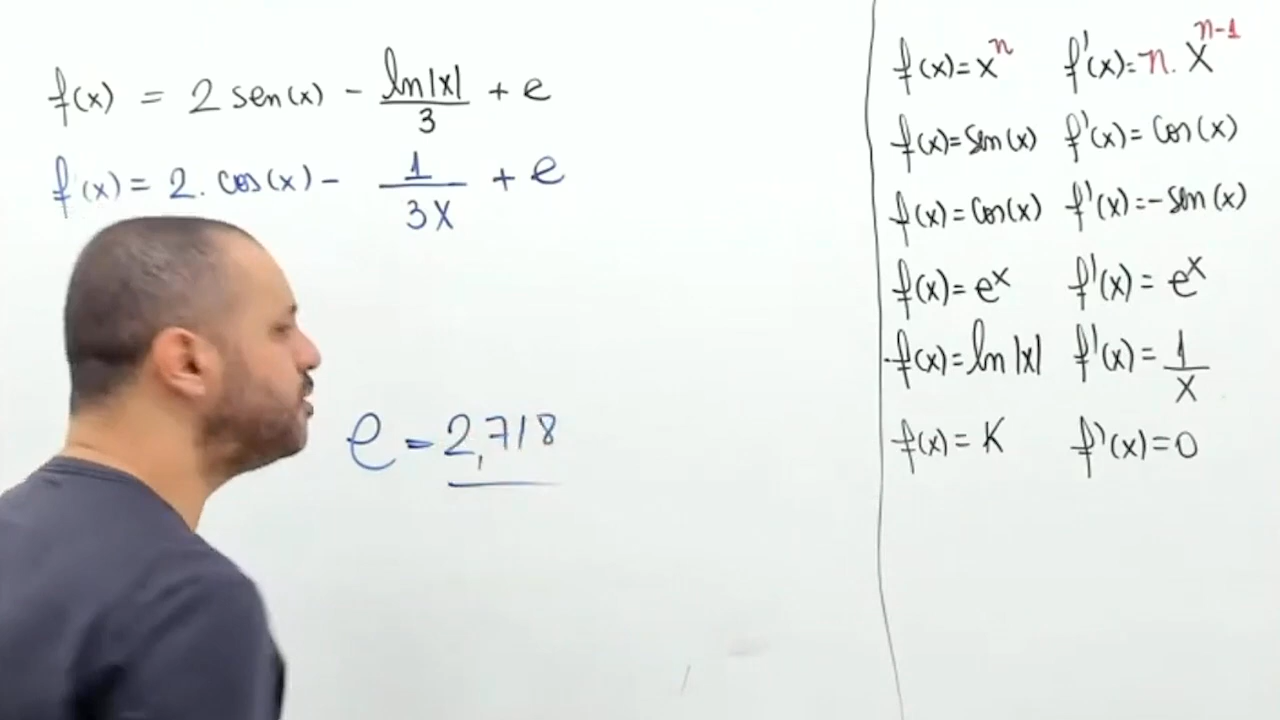 f(x) = 2 sen(x) - ln|x|/3 + e
f'(x) = 2 . cos(x) - 1/3x + e
e = 2,718
f(x) = x^n f'(x) = n . x^(n-1)
f(x) = sen(x) f'(x) = cos(x)
f(x) = cos(x) f'(x) = -sen(x)
f(x) = e^x f'(x) = e^x
f(x) = ln|x| f'(x) = 1/x
f(x) = K f'(x) = 0